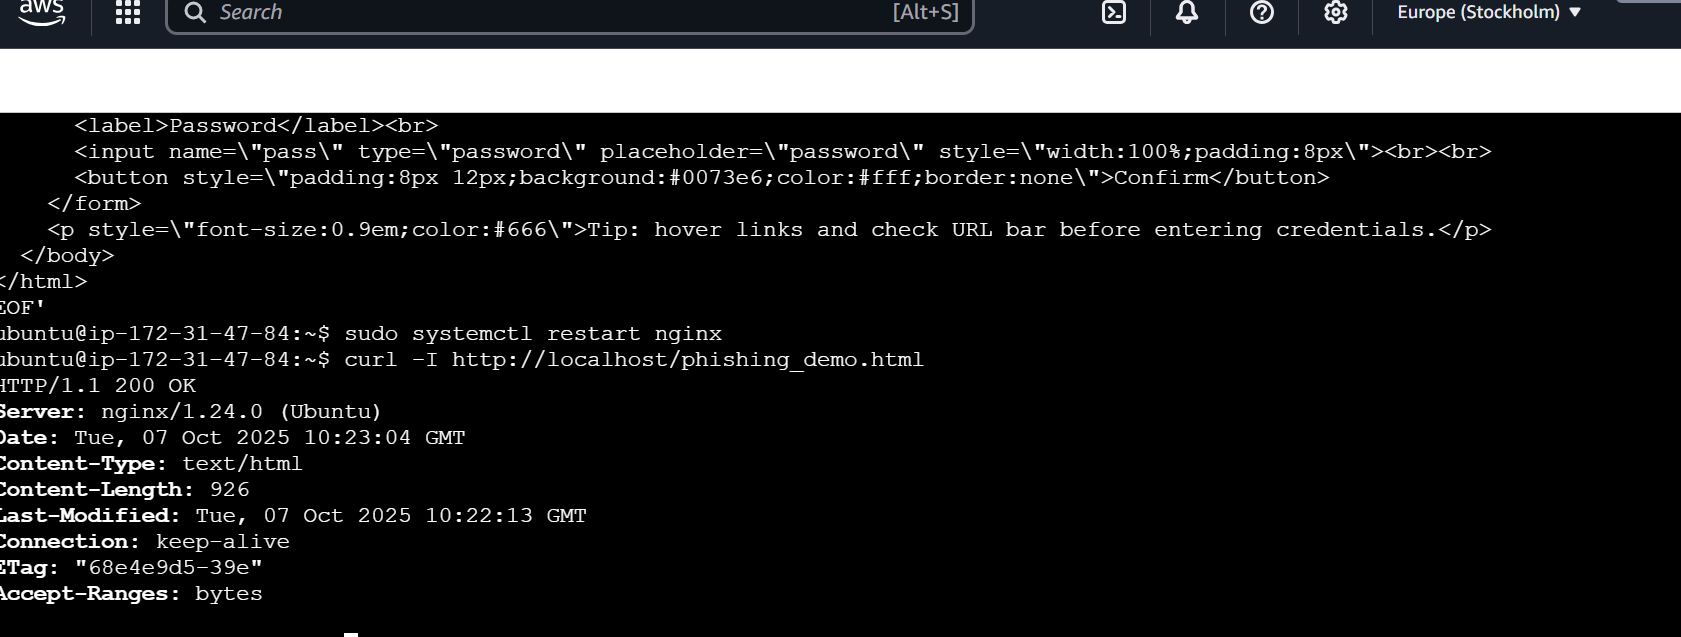 aws Search [Alt+S] Europe (Stockholm)
<label>Password</label><br>
<input name=\"pass\" type=\"password\" placeholder=\"password\" style=\"width:100%;padding:8px\"><br><br>
<button style=\"padding:8px 12px;background:#0073e6;color:#fff;border:none\">Confirm</button>
</form>
<p style=\"font-size:0.9em;color:#666\">Tip: hover links and check URL bar before entering credentials.</p>
</body>
</html>
EOF'
ubuntu@ip-172-31-47-84:~$ sudo systemctl restart nginx
ubuntu@ip-172-31-47-84:~$ curl -I http://localhost/phishing_demo.html
HTTP/1.1 200 OK
Server: nginx/1.24.0 (Ubuntu)
Date: Tue, 07 Oct 2025 10:23:04 GMT
Content-Type: text/html
Content-Length: 926
Last-Modified: Tue, 07 Oct 2025 10:22:13 GMT
Connection: keep-alive
ETag: "68e4e9d5-39e"
Accept-Ranges: bytes